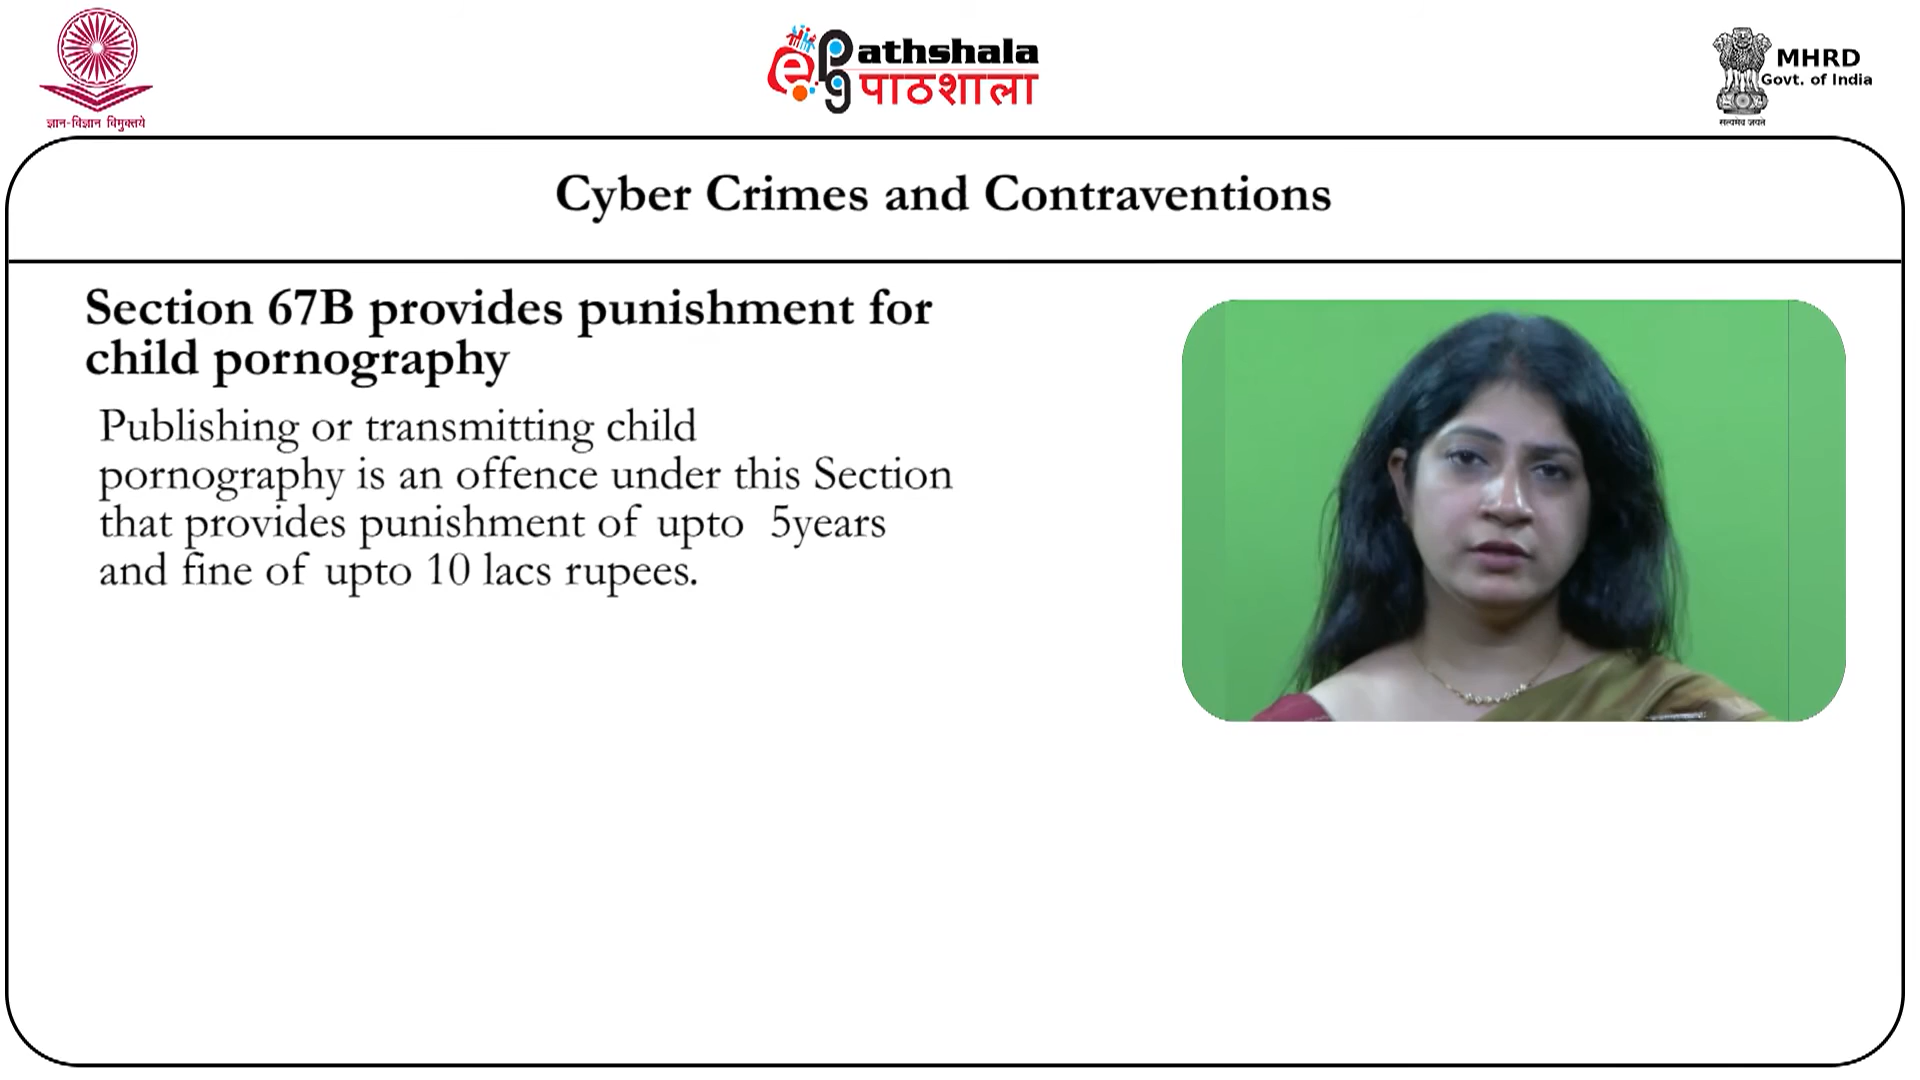 ज्ञान-विज्ञान विमुक्तये
ePathshala
पाठशाला
MHRD
Govt. of India
सत्यमेव जयते
Cyber Crimes and Contraventions
Section 67B provides punishment for
child pornography
Publishing or transmitting child
pornography is an offence under this Section
that provides punishment of upto 5years
and fine of upto 10 lacs rupees.